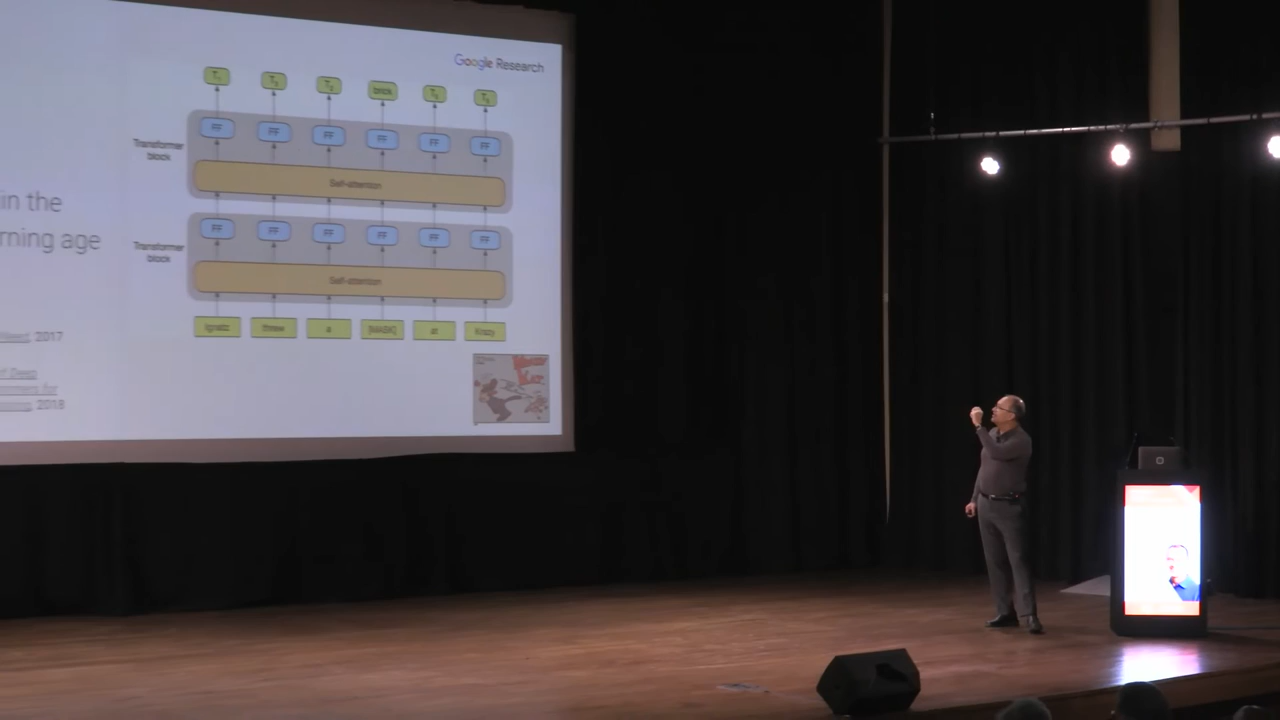 Google Research
in the
rning age
2017
Deep
2018
T1 T2 T3 brick T5 T6
Transformer
block
FF FF FF FF FF FF
Self-attention
Transformer
block
FF FF FF FF FF FF
Self-attention
Ignatz threw a [MASK] at Krazy